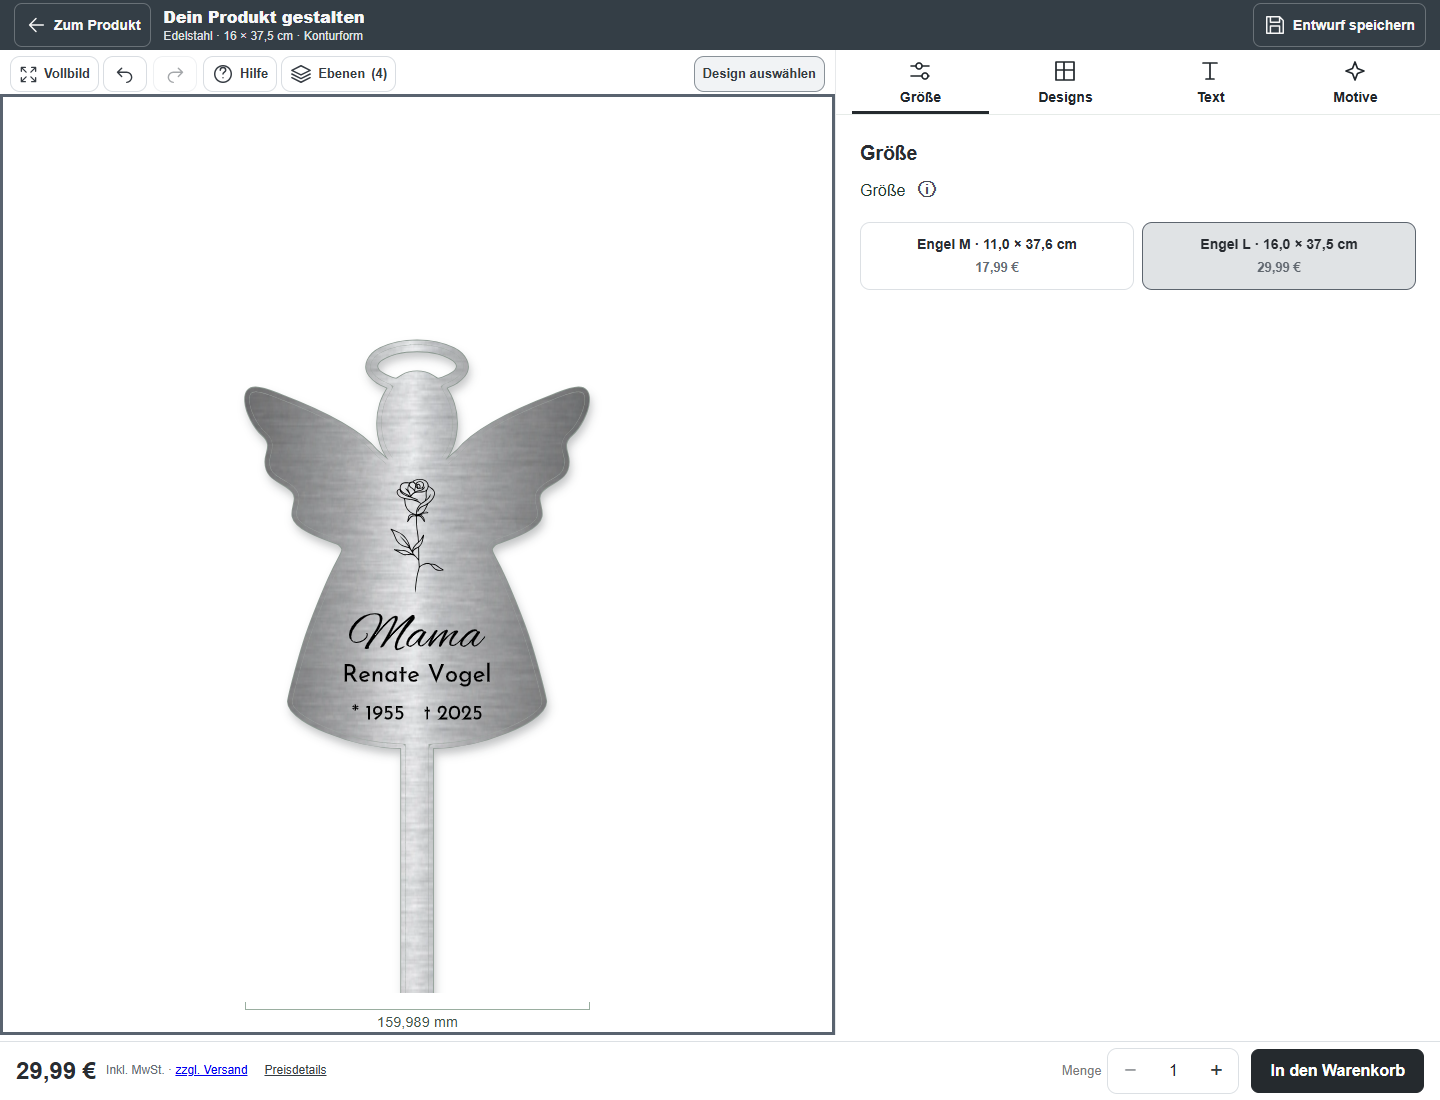 Zum Produkt
Dein Produkt gestalten
Edelstahl · 16 × 37,5 cm · Konturform
Entwurf speichern
Vollbild
Hilfe
Ebenen (4)
Design auswählen
Größe
Designs
Text
Motive
Größe
Größe
Engel M · 11,0 × 37,6 cm
17,99 €
Engel L · 16,0 × 37,5 cm
29,99 €
Mama
Renate Vogel
* 1955 † 2025
159,989 mm
29,99 € Inkl. MwSt. · zzgl. Versand Preisdetails
Menge − 1 +
In den Warenkorb